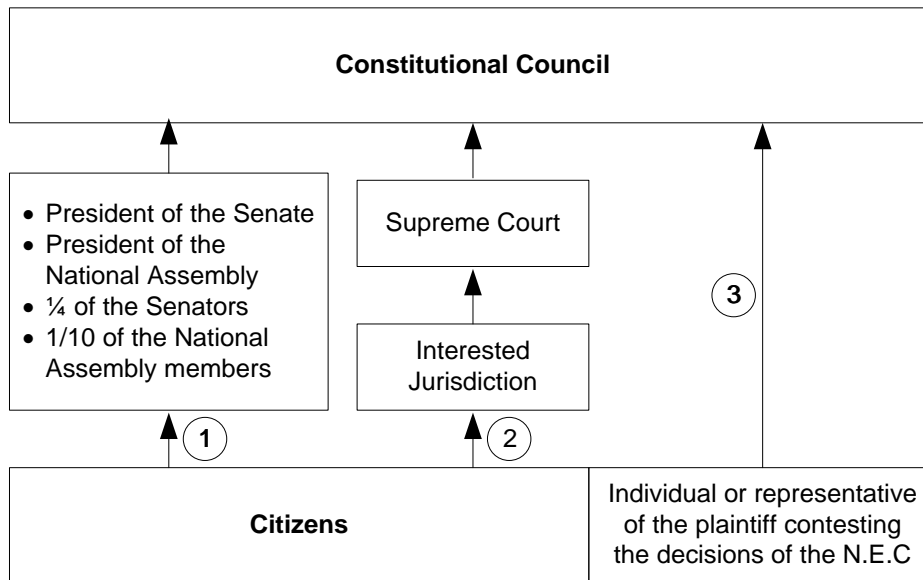 Constitutional Council
• President of the Senate
• President of the
National Assembly
• ¼ of the Senators
• 1/10 of the National
Assembly members
Supreme Court
Interested
Jurisdiction
3
1
2
Citizens
Individual or representative
of the plaintiff contesting
the decisions of the N.E.C